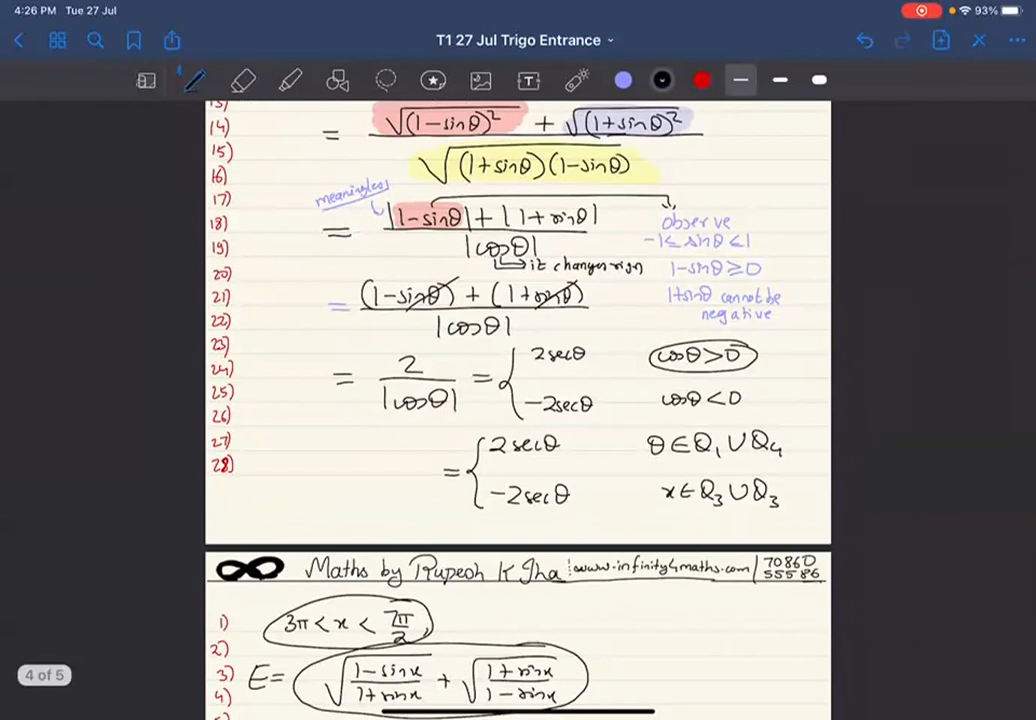 4:26 PM Tue 27 Jul 93%
T1 27 Jul Trigo Entrance
13)
14) = √(1-sinθ)² + √(1+sinθ)²
15) √(1+sinθ)(1-sinθ)
16)
17) meaningless
18) = |1-sinθ| + |1+sinθ| observe
19) |cosθ| -1≤ sinθ ≤1
it changes sign 1-sinθ ≥0
20)
21) = (1-sinθ) + (1+sinθ) 1+sinθ cannot be
22) |cosθ| negative
23) 2secθ cosθ>0
24) = 2 =
25) |cosθ| -2secθ cosθ<0
26)
27) = 2secθ θ∈Q₁∪Q₄
28) -2secθ x∈Q₃∪Q₃
Maths by Rupesh K Jha www.infinity4maths.com 70860
55586
1) 3π < x < 7π/2
2)
3) E= √1-sinx + √1+sinx
4) 1+sinx 1-sinx
4 of 5